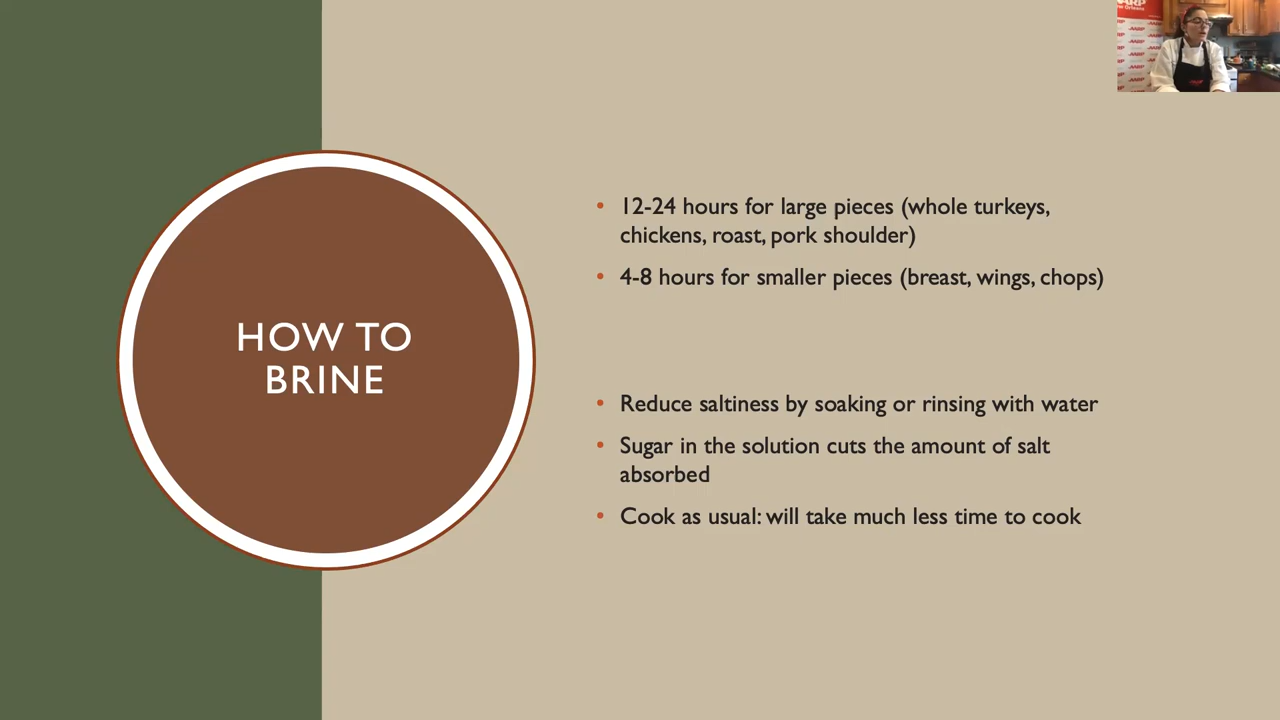 HOW TO
BRINE
• 12-24 hours for large pieces (whole turkeys,
chickens, roast, pork shoulder)
• 4-8 hours for smaller pieces (breast, wings, chops)
• Reduce saltiness by soaking or rinsing with water
• Sugar in the solution cuts the amount of salt
absorbed
• Cook as usual: will take much less time to cook
AARP